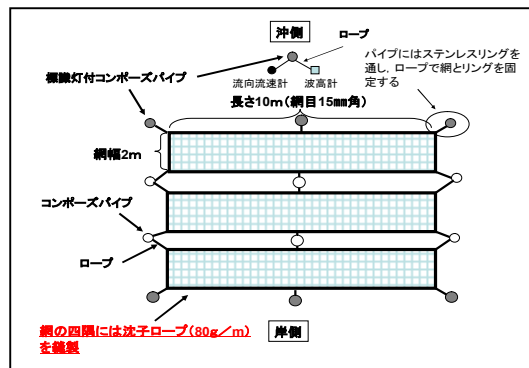 沖側
ロープ
パイプにはステンレスリングを
通し，ロープで網とリングを固
定する
標識灯付コンポーズパイプ
流向流速計
波高計
長さ10m（網目15㎜角）
網幅2m
コンポーズパイプ
ロープ
網の四隅には沈子ロープ（80g／m）
を縫製
岸側